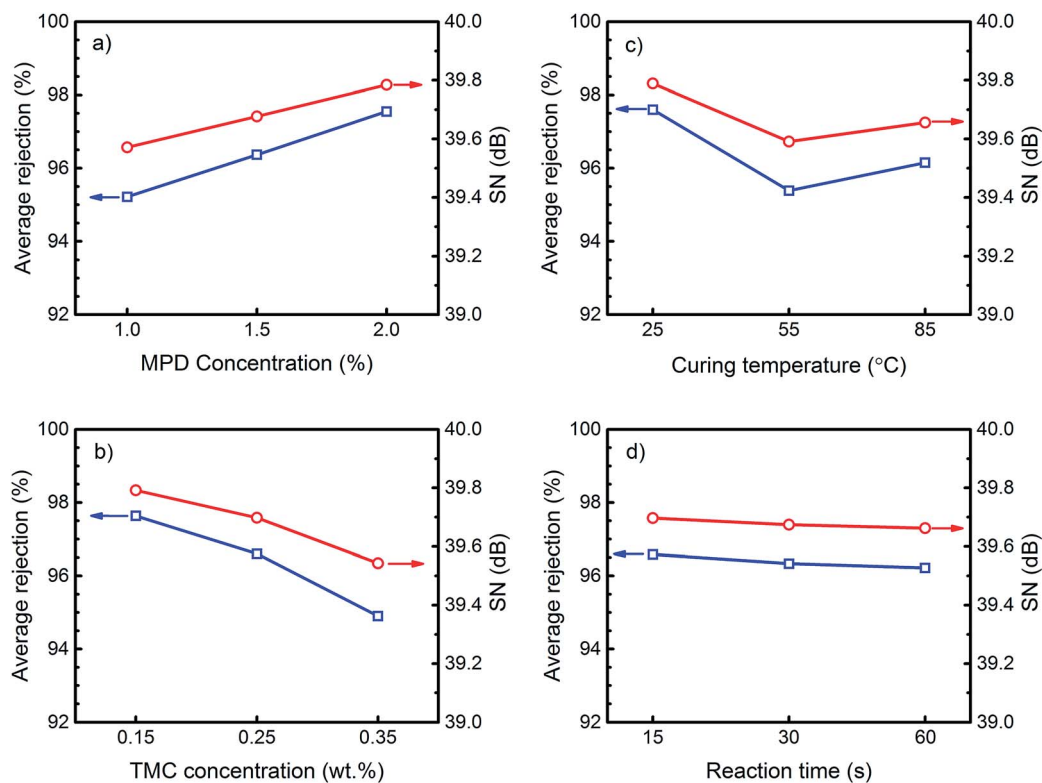 a)
Average rejection (%)
100
98
96
94
92
40.0
39.8
39.6
39.4
39.2
39.0
SN (dB)
1.0 1.5 2.0
MPD Concentration (%)
c)
Average rejection (%)
100
98
96
94
92
40.0
39.8
39.6
39.4
39.2
39.0
SN (dB)
25 55 85
Curing temperature (°C)
b)
Average rejection (%)
100
98
96
94
92
40.0
39.8
39.6
39.4
39.2
39.0
SN (dB)
0.15 0.25 0.35
TMC concentration (wt.%)
d)
Average rejection (%)
100
98
96
94
92
40.0
39.8
39.6
39.4
39.2
39.0
SN (dB)
15 30 60
Reaction time (s)